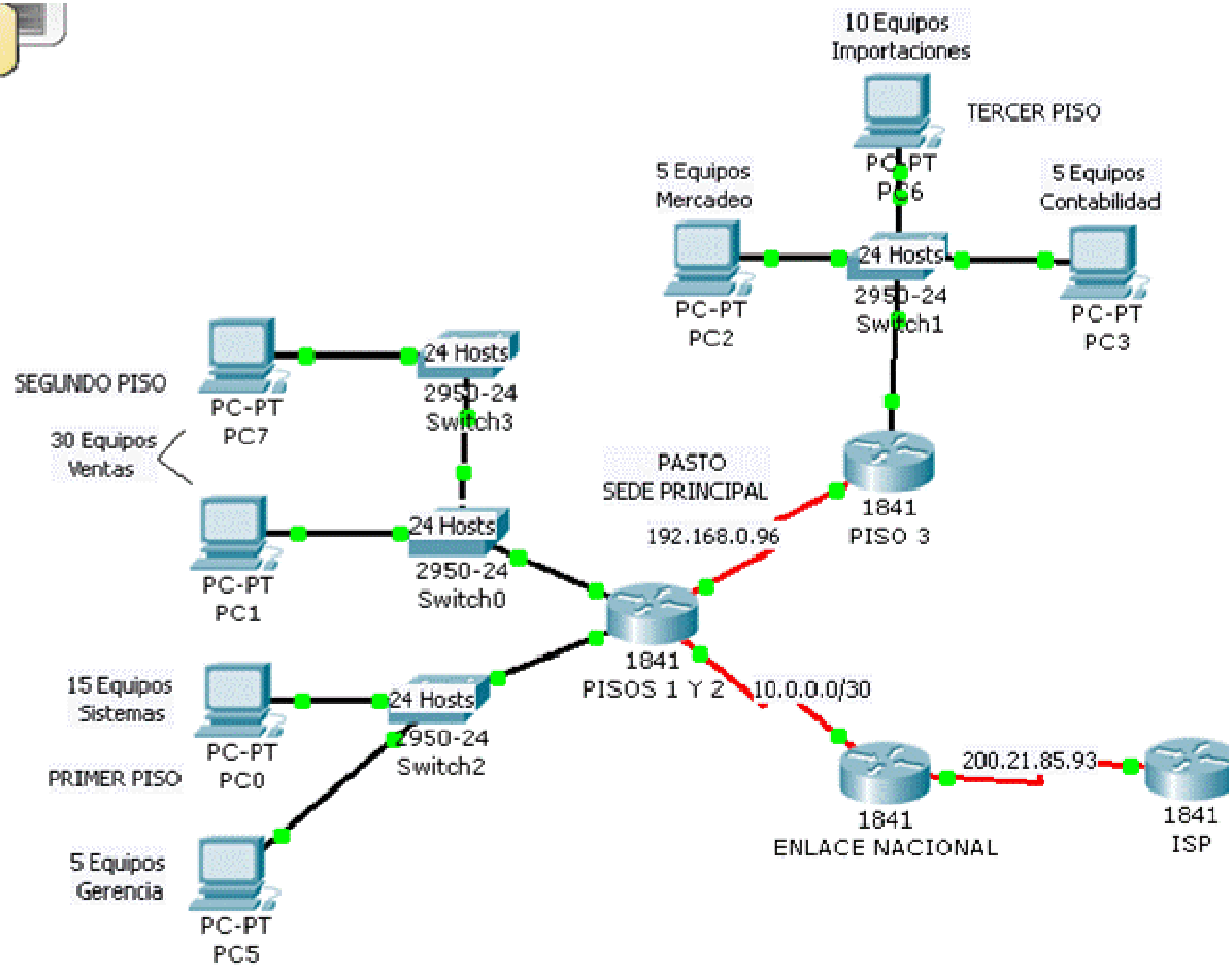 10 Equipos
Importaciones
TERCER PISO
PC-PT
PC6
5 Equipos
Mercadeo
5 Equipos
Contabilidad
24 Hosts
2950-24
Switch1
PC-PT
PC2
PC-PT
PC3
SEGUNDO PISO
PC-PT
PC7
24 Hosts
2950-24
Switch3
30 Equipos
Ventas
PC-PT
PC1
24 Hosts
2950-24
Switch0
PASTO
SEDE PRINCIPAL
192.168.0.96
1841
PISO 3
1841
PISOS 1 Y 2
10.0.0.0/30
15 Equipos
Sistemas
PC-PT
PC0
24 Hosts
2950-24
Switch2
PRIMER PISO
5 Equipos
Gerencia
PC-PT
PC5
1841
ENLACE NACIONAL
200.21.85.93
1841
ISP